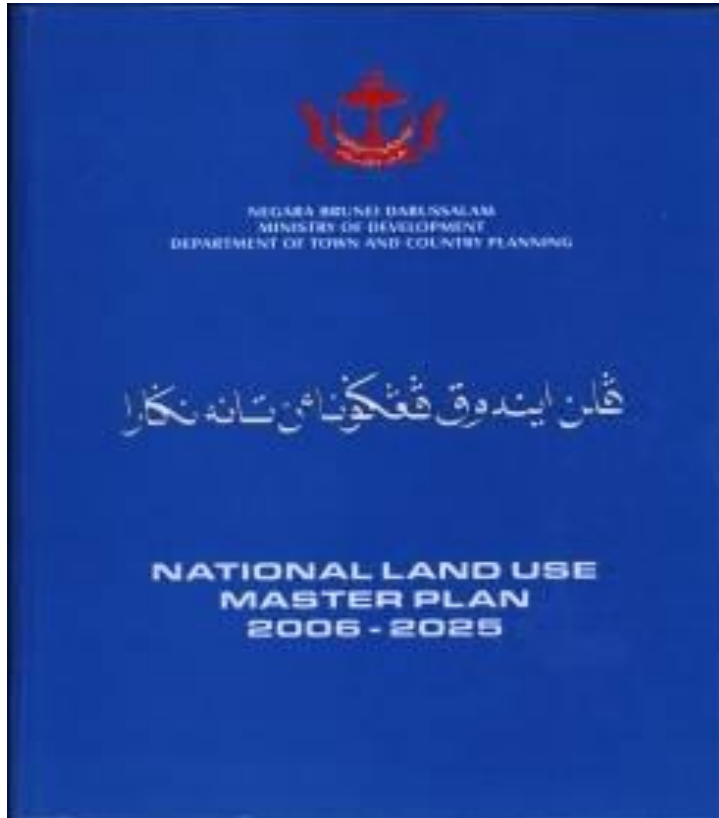 NEGARA BRUNEI DARUSSALAM
MINISTRY OF DEVELOPMENT
DEPARTMENT OF TOWN AND COUNTRY PLANNING
ڤلن ايندوق ڤڠݢوناءن تانه نݢارا
NATIONAL LAND USE
MASTER PLAN
2006 - 2025